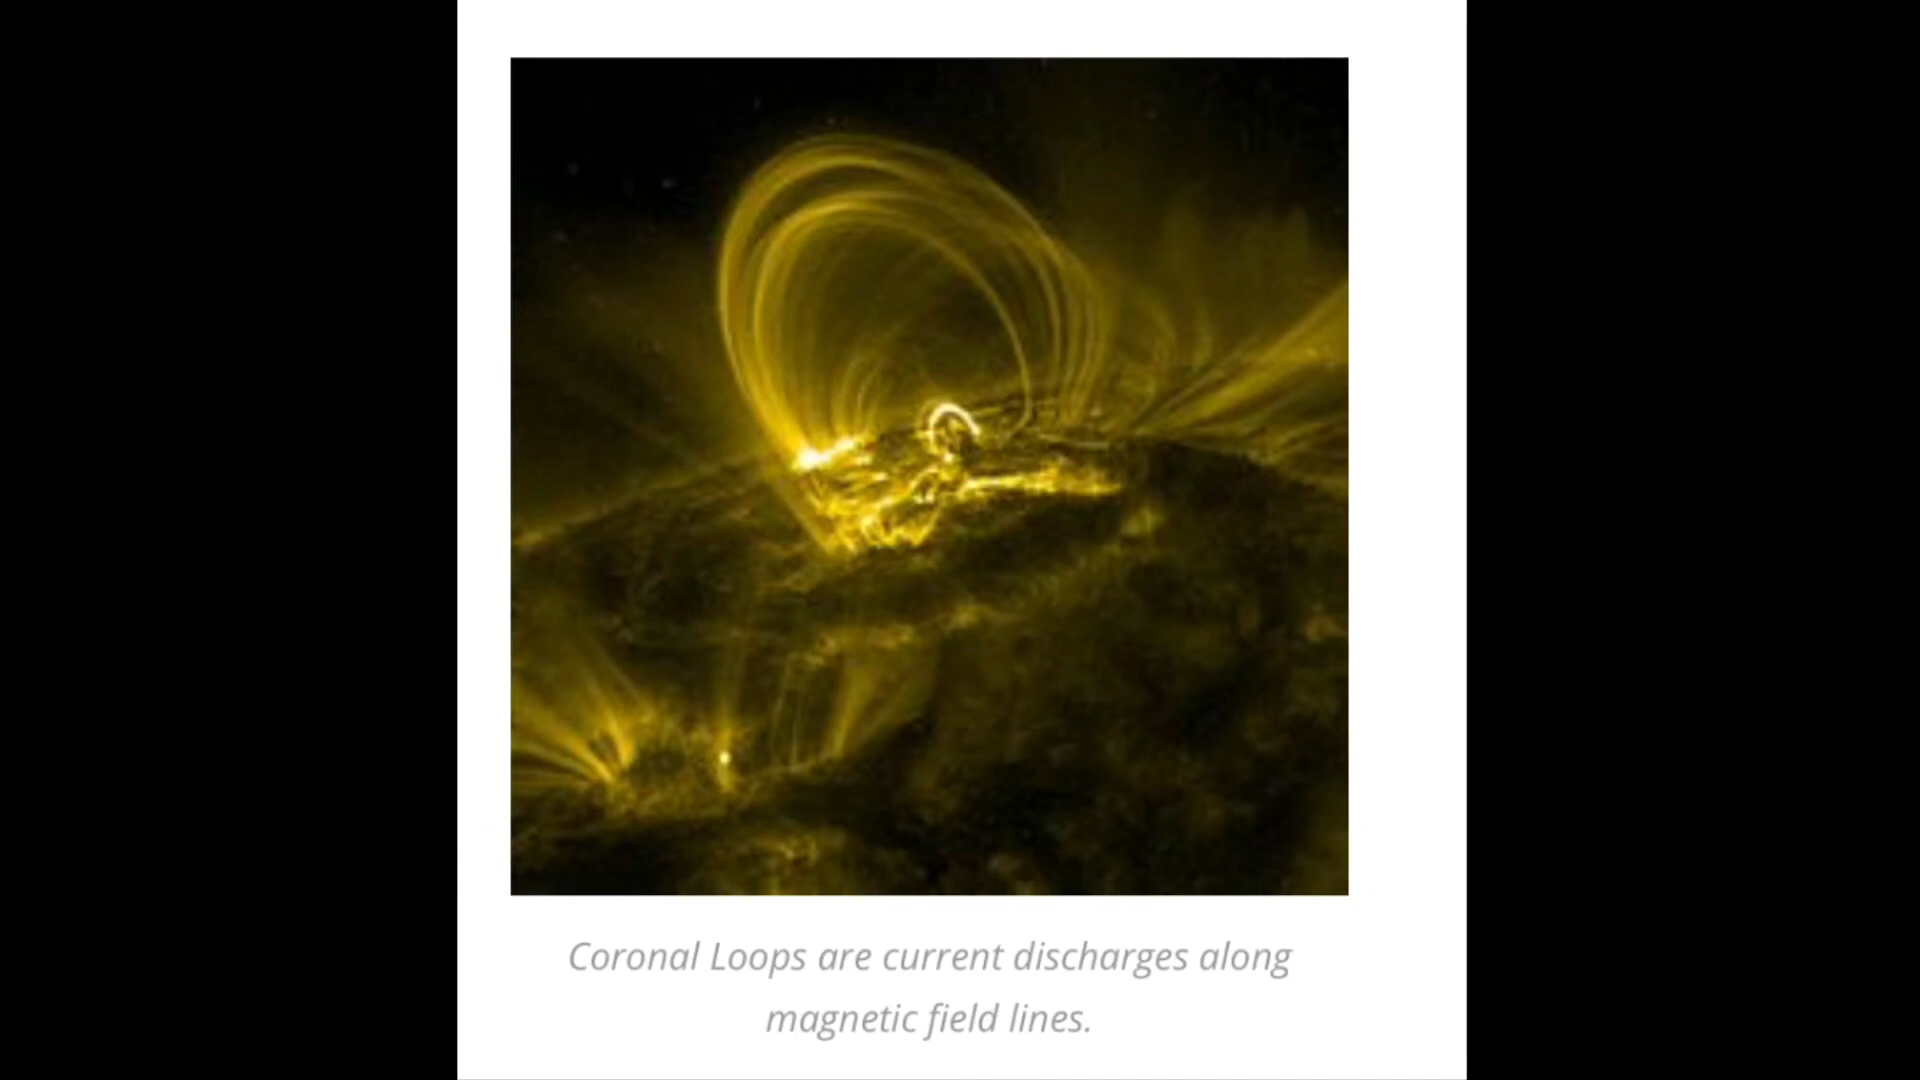 Coronal Loops are current discharges along
magnetic field lines.